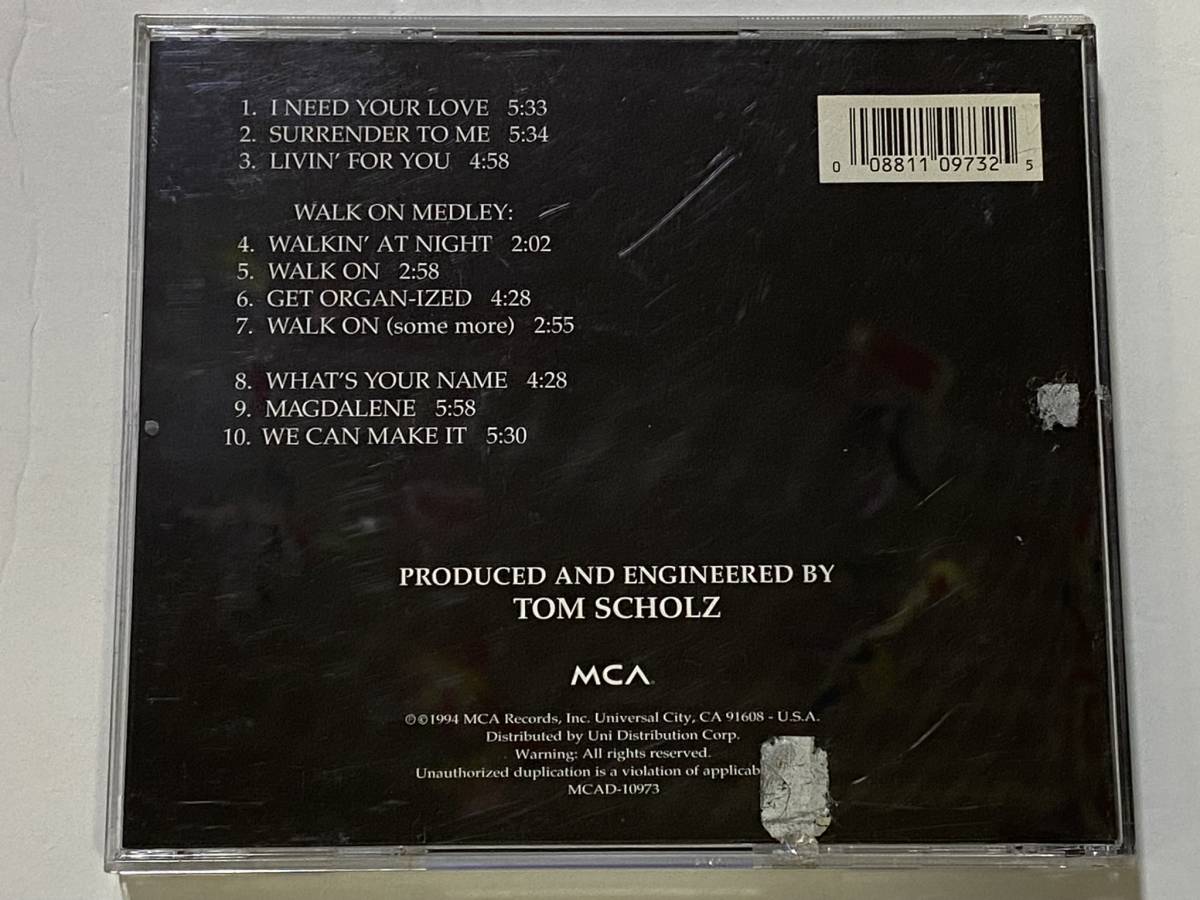 1. I NEED YOUR LOVE 5:33
2. SURRENDER TO ME 5:34
3. LIVIN' FOR YOU 4:58
WALK ON MEDLEY:
4. WALKIN' AT NIGHT 2:02
5. WALK ON 2:58
6. GET ORGAN-IZED 4:28
7. WALK ON (some more) 2:55
8. WHAT'S YOUR NAME 4:28
9. MAGDALENE 5:58
10. WE CAN MAKE IT 5:30
0 08811 09732 5
PRODUCED AND ENGINEERED BY
TOM SCHOLZ
MCA
℗©1994 MCA Records, Inc. Universal City, CA 91608 - U.S.A.
Distributed by Uni Distribution Corp.
Warning: All rights reserved.
Unauthorized duplication is a violation of
MCAD-10973